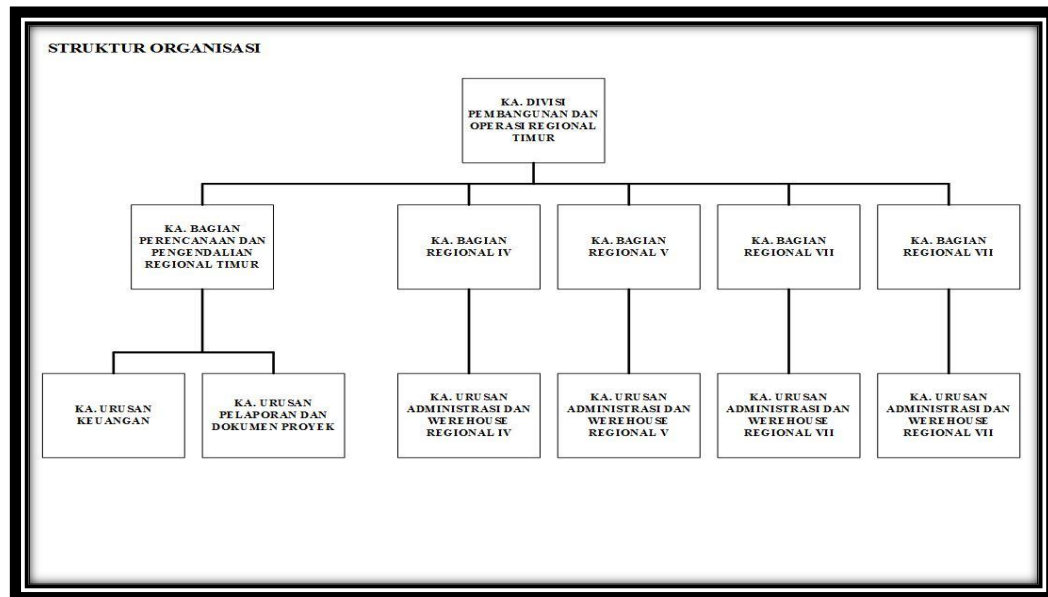 STRUKTUR ORGANISASI
KA. DIVISI
PEMBANGUNAN DAN
OPERASI REGIONAL
TIMUR
KA. BAGIAN
PERENCANAAN DAN
PENGENDALIAN
REGIONAL TIMUR
KA. BAGIAN
REGIONAL IV
KA. BAGIAN
REGIONAL V
KA. BAGIAN
REGIONAL VII
KA. BAGIAN
REGIONAL VII
KA. URUSAN
KEUANGAN
KA. URUSAN
PELAPORAN DAN
DOKUMEN PROYEK
KA. URUSAN
ADMINISTRASI DAN
WEREHOUSE
REGIONAL IV
KA. URUSAN
ADMINISTRASI DAN
WEREHOUSE
REGIONAL V
KA. URUSAN
ADMINISTRASI DAN
WEREHOUSE
REGIONAL VII
KA. URUSAN
ADMINISTRASI DAN
WEREHOUSE
REGIONAL VII